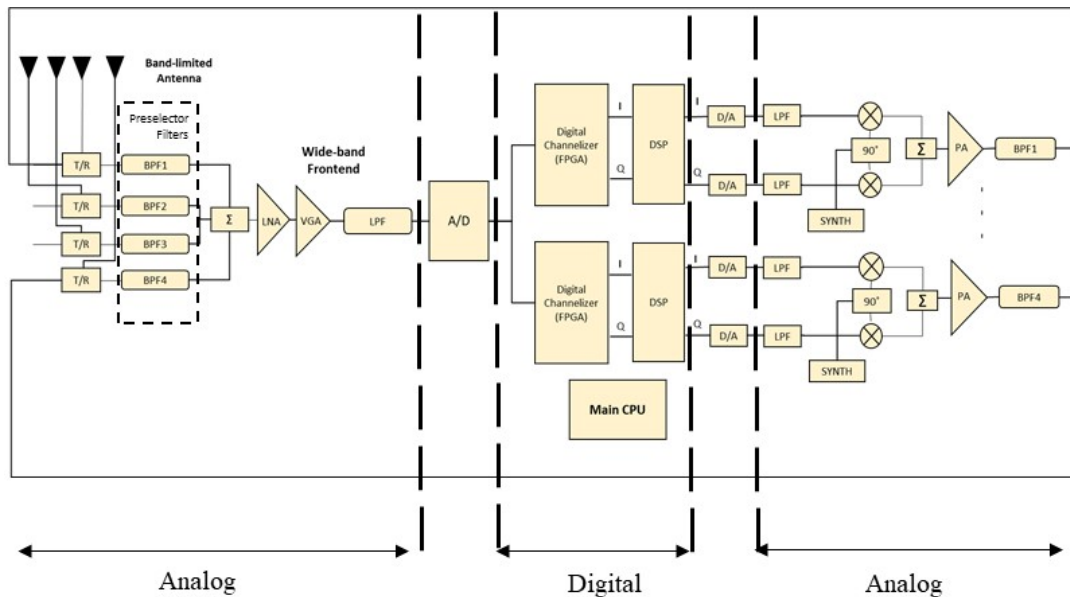 Band-limited
Antenna
Preselector
Filters
Wide-band
Frontend
T/R
BPF1
T/R
BPF2
T/R
BPF3
T/R
BPF4
Σ
LNA
VGA
LPF
A/D
Digital
Channelizer
(FPGA)
I
Q
DSP
I
Q
D/A
LPF
D/A
LPF
90°
SYNTH
Σ
PA
BPF1
Digital
Channelizer
(FPGA)
I
Q
DSP
I
Q
D/A
LPF
D/A
LPF
90°
SYNTH
Σ
PA
BPF4
Main CPU
Analog
Digital
Analog